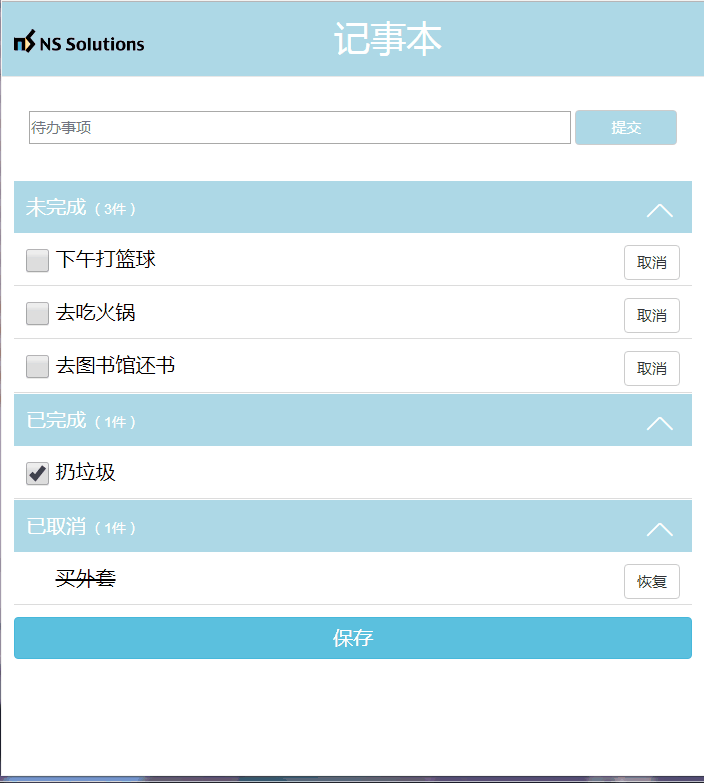 NS Solutions 记事本
待办事项 提交
未完成（3件）
下午打篮球 取消
去吃火锅 取消
去图书馆还书 取消
已完成（1件）
扔垃圾
已取消（1件）
买外套 恢复
保存